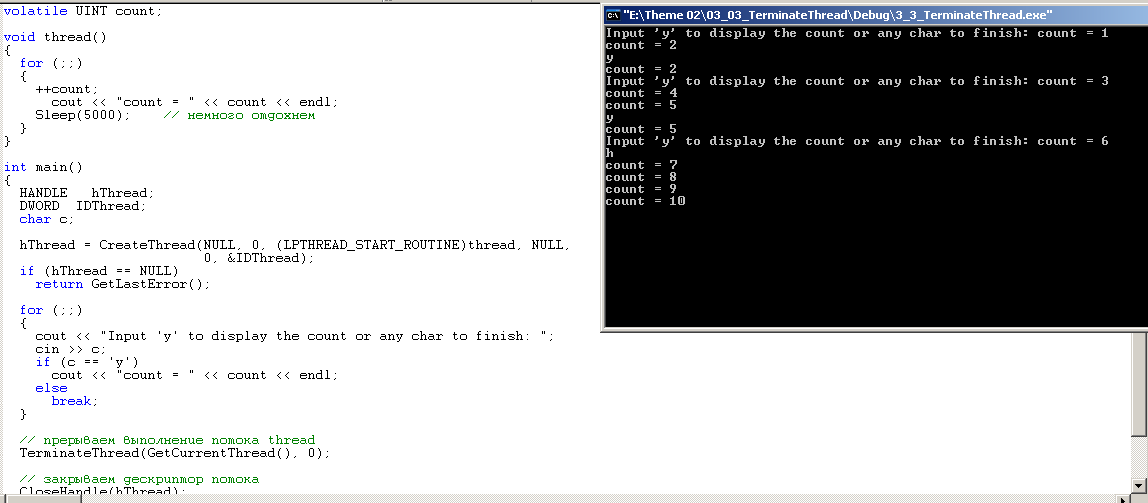 volatile UINT count;
void thread()
{
for (;;)
{
++count;
cout << "count = " << count << endl;
Sleep(5000);    // немного отдохнем
}
}
int main()
{
HANDLE   hThread;
DWORD  IDThread;
char c;
hThread = CreateThread(NULL, 0, (LPTHREAD_START_ROUTINE)thread, NULL,
0, &IDThread);
if (hThread == NULL)
return GetLastError();
for (;;)
{
cout << "Input 'y' to display the count or any char to finish: ";
cin >> c;
if (c == 'y')
cout << "count = " << count << endl;
else
break;
}
// прерываем выполнение потока thread
TerminateThread(GetCurrentThread(), 0);
// закрываем дескриптор потока
CloseHandle(hThread);
"E:\Theme 02\03_03_TerminateThread\Debug\3_3_TerminateThread.exe"
Input 'y' to display the count or any char to finish: count = 1
count = 2
y
count = 2
Input 'y' to display the count or any char to finish: count = 3
count = 4
count = 5
y
count = 5
Input 'y' to display the count or any char to finish: count = 6
h
count = 7
count = 8
count = 9
count = 10